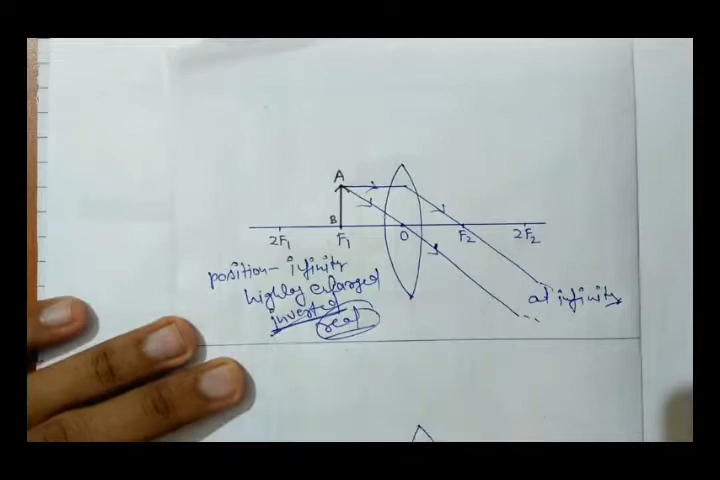 A
B
2F1 F1 O F2 2F2
position - infinity
highly enlarged
inverted
real
at infinity